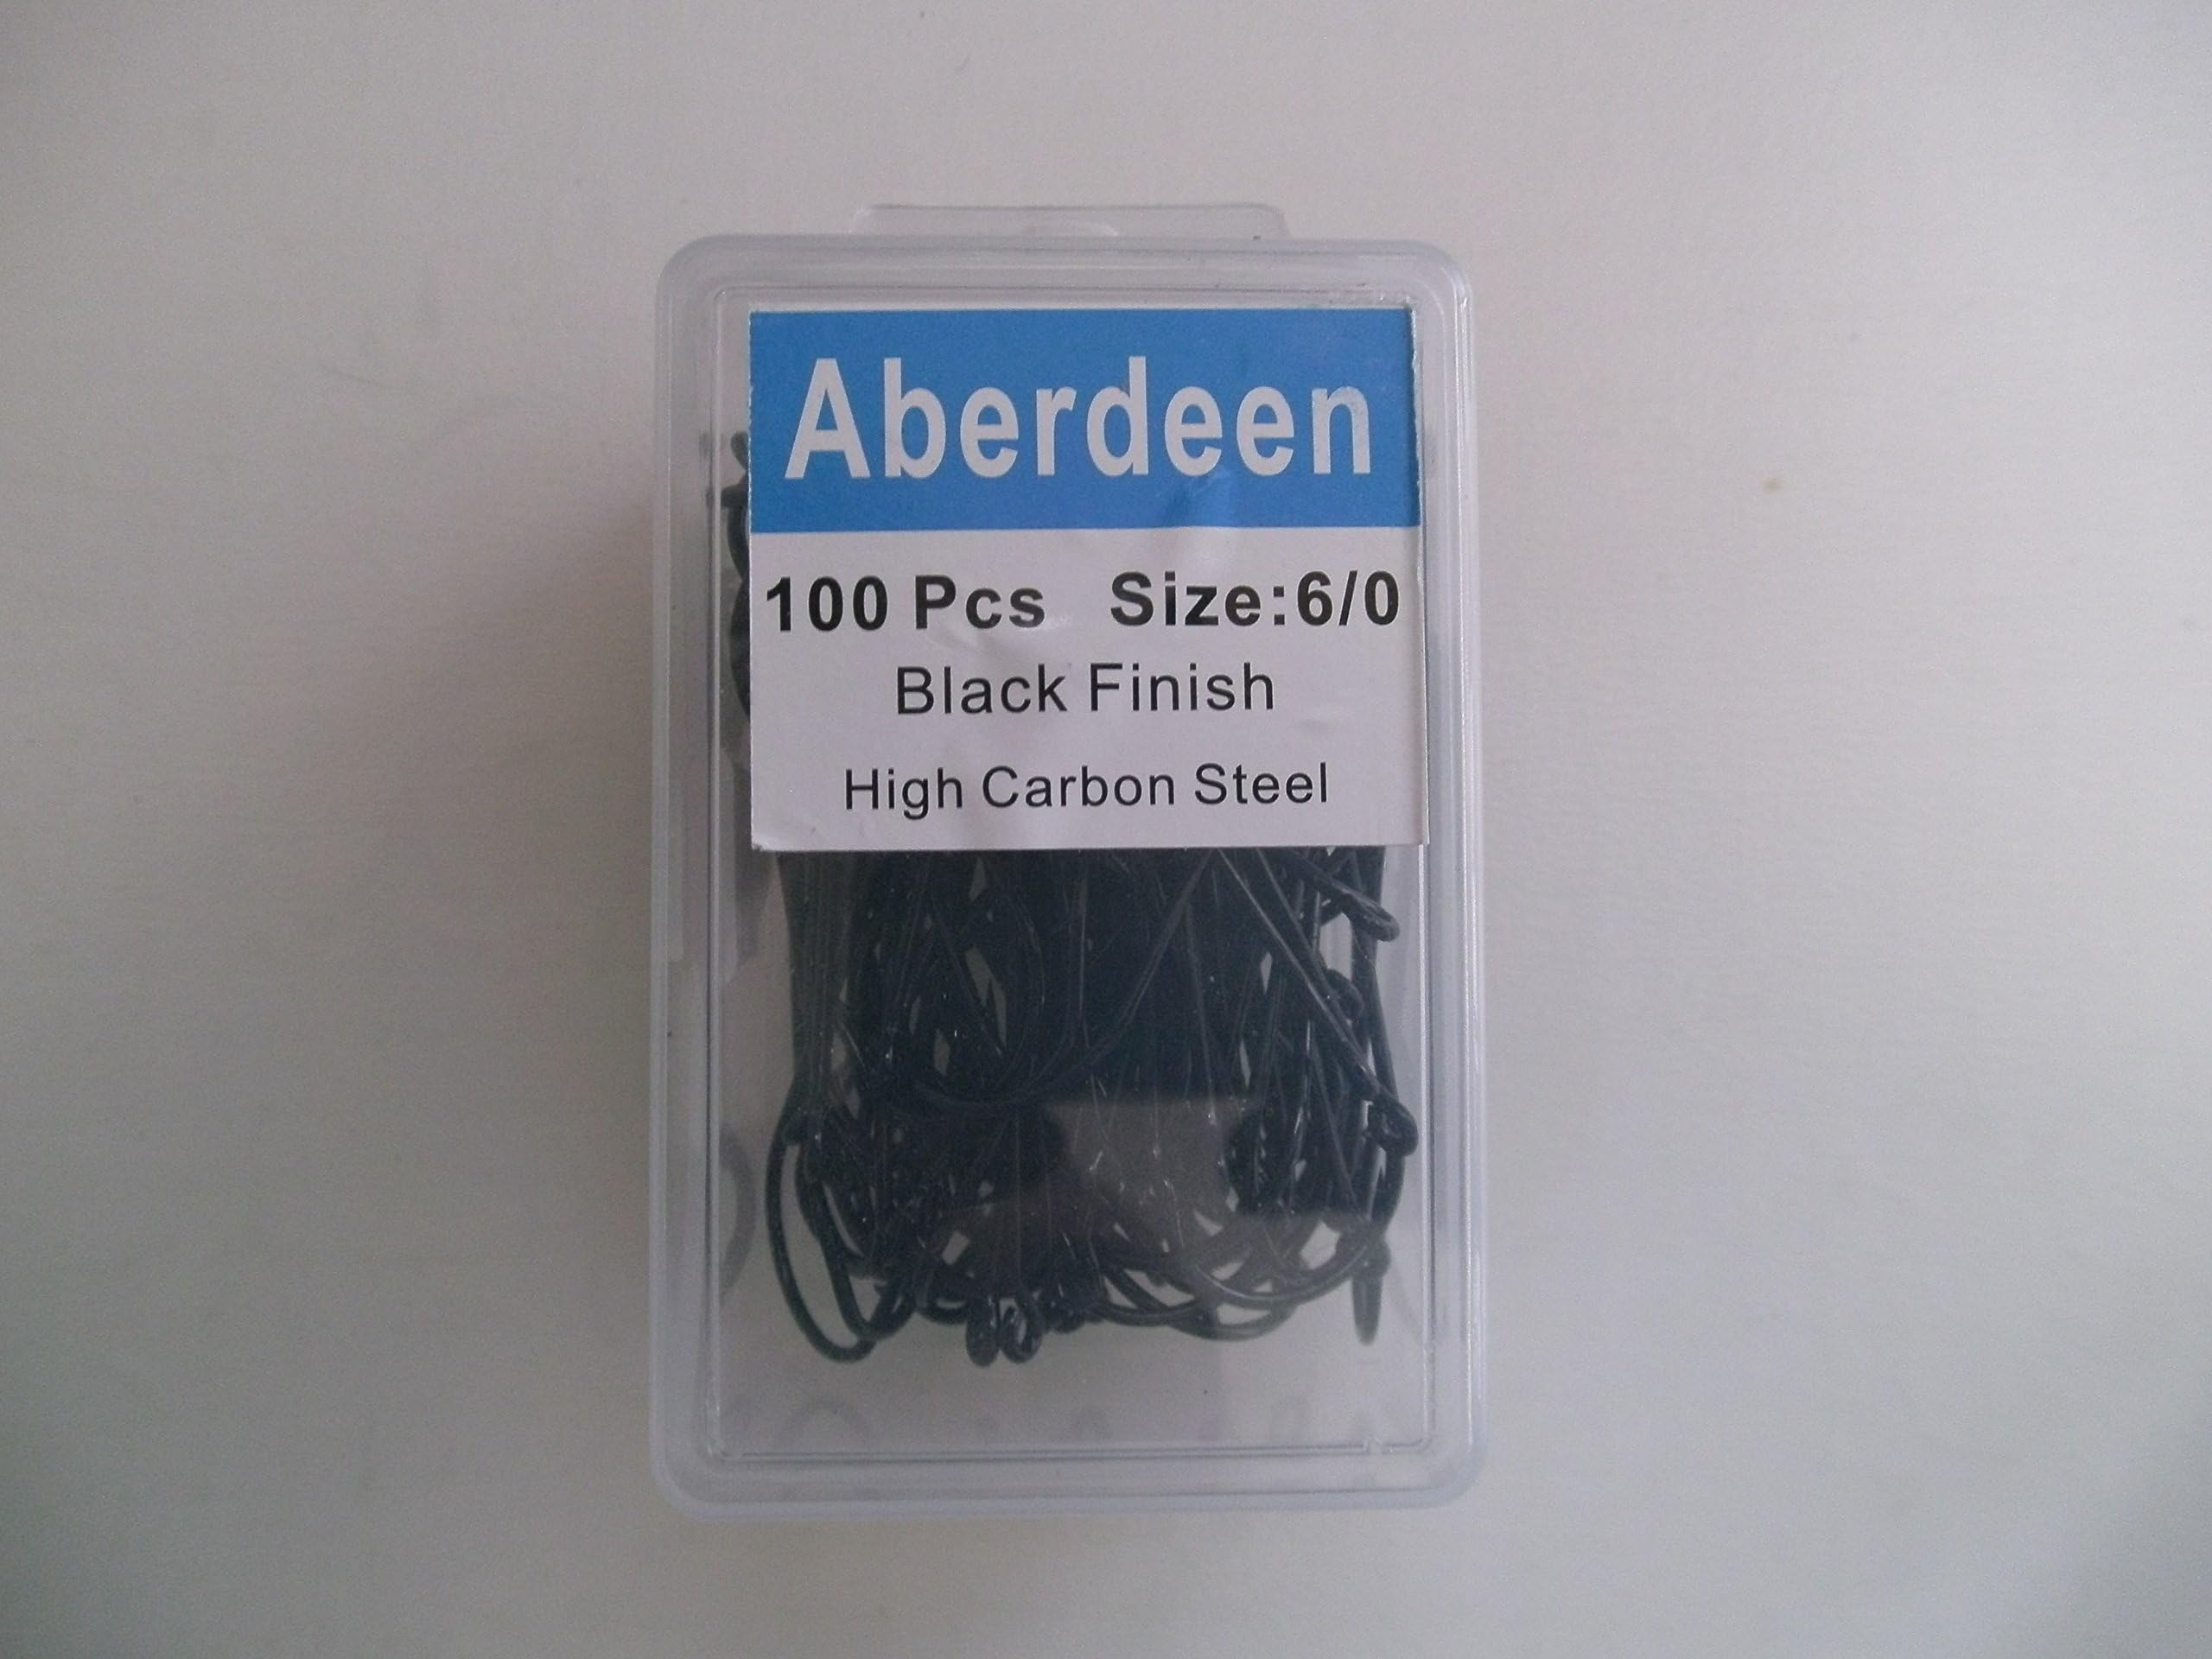 Aberdeen
100 Pcs Size:6/0
Black Finish
High Carbon Steel